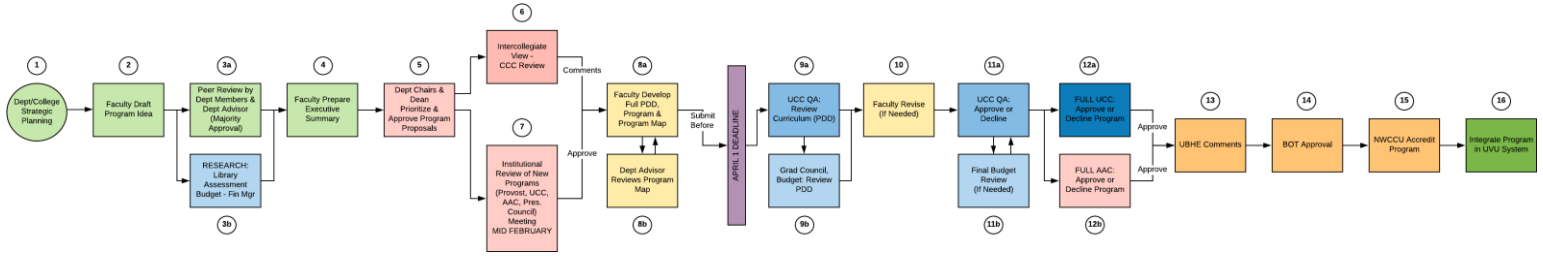 1
Dept/College
Strategic
Planning
2
Faculty Draft
Program Idea
3a
Peer Review by
Dept Members &
Dept Advisor
(Majority
Approval)
RESEARCH:
Library
Assessment
Budget - Fin Mgr
3b
4
Faculty Prepare
Executive
Summary
5
Dept Chairs &
Dean
Prioritize &
Approve Program
Proposals
6
Intercollegiate
View -
CCC Review
Comments
7
Institutional
Review of New
Programs
(Provost, UCC,
AAC, Pres.
Council)
Meeting
MID FEBRUARY
Approve
8a
Faculty Develop
Full PDD,
Program &
Program Map
Dept Advisor
Reviews Program
Map
8b
Submit
Before
APRIL 1 DEADLINE
9a
UCC QA:
Review
Curriculum (PDD)
Grad Council,
Budget: Review
PDD
9b
10
Faculty Revise
(If Needed)
11a
UCC QA:
Approve or
Decline
Final Budget
Review
(If Needed)
11b
12a
FULL UCC:
Approve or
Decline Program
Approve
FULL AAC:
Approve or
Decline Program
12b
Approve
13
UBHE Comments
14
BOT Approval
15
NWCCU Accredit
Program
16
Integrate Program
in UVU System